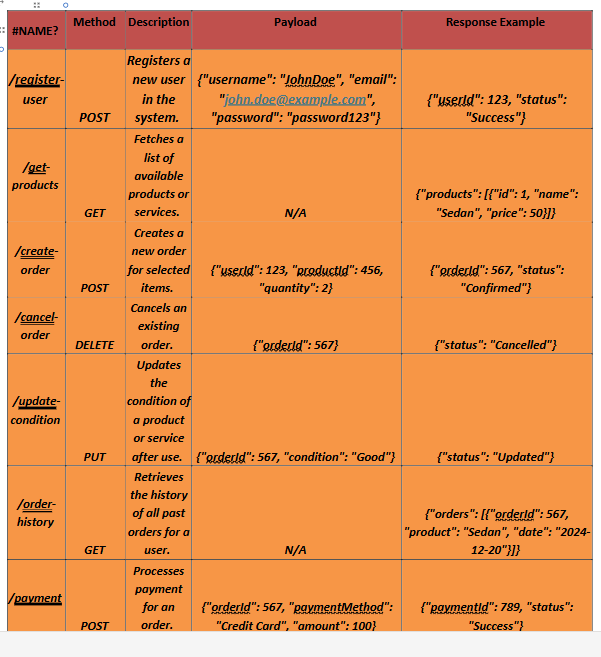 #NAME? Method Description Payload Response Example
/register-
user
POST
Registers a
new user
in the
system.
{"username": "JohnDoe", "email":
"john.doe@example.com",
"password": "password123"}
{"userId": 123, "status":
"Success"}
/get-
products
GET
Fetches a
list of
available
products or
services.
N/A
{"products": [{"id": 1, "name":
"Sedan", "price": 50}]}
/create-
order
POST
Creates a
new order
for selected
items.
{"userId": 123, "productId": 456,
"quantity": 2}
{"orderId": 567, "status":
"Confirmed"}
/cancel-
order
DELETE
Cancels an
existing
order.
{"orderId": 567}
{"status": "Cancelled"}
/update-
condition
PUT
Updates
the
condition of
a product
or service
after use.
{"orderId": 567, "condition": "Good"}
{"status": "Updated"}
/order-
history
GET
Retrieves
the history
of all past
orders for a
user.
N/A
{"orders": [{"orderId": 567,
"product": "Sedan", "date": "2024-
12-20"}]}
/payment
POST
Processes
payment
for an
order.
{"orderId": 567, "paymentMethod":
"Credit Card", "amount": 100}
{"paymentId": 789, "status":
"Success"}